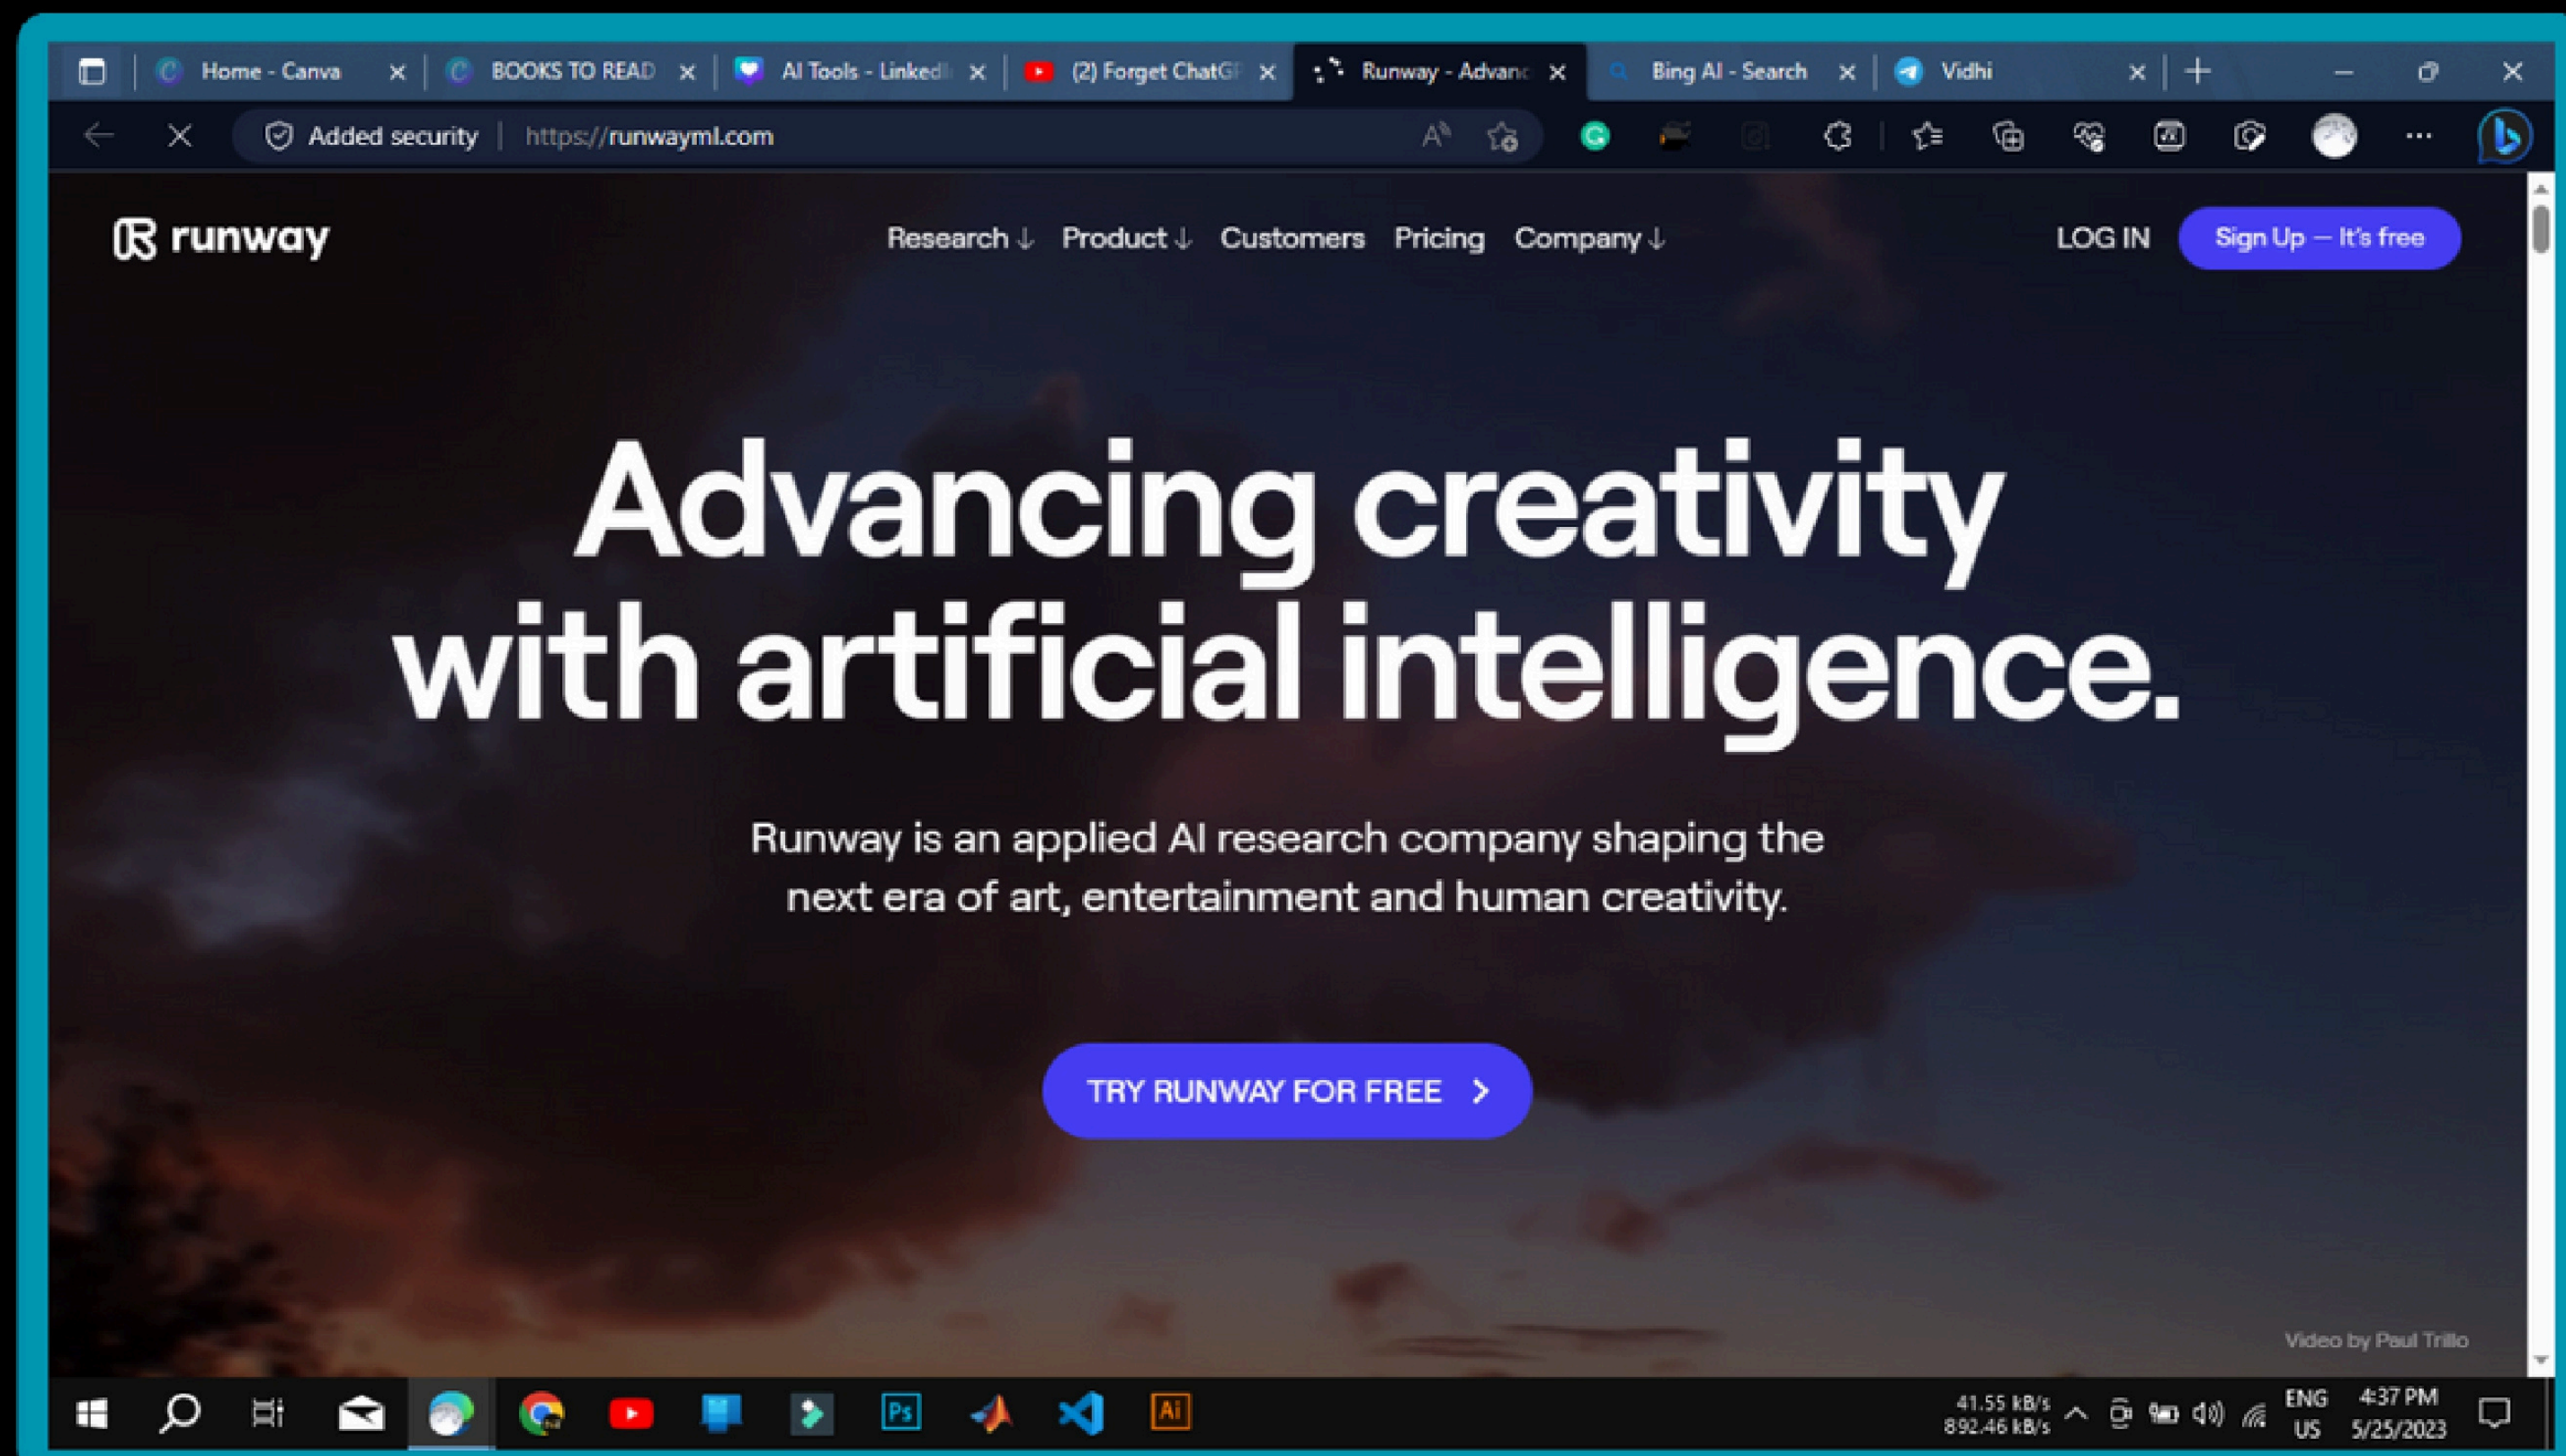 Home - Canva
BOOKS TO READ
AI Tools - LinkedI
(2) Forget ChatGP
Runway - Advanc
Bing AI - Search
Vidhi
Added security
https://runwayml.com
runway
Research ↓ Product ↓ Customers Pricing Company ↓
LOG IN
Sign Up — It's free
Advancing creativity
with artificial intelligence.
Runway is an applied AI research company shaping the
next era of art, entertainment and human creativity.
TRY RUNWAY FOR FREE >
Video by Paul Trillo
Ps
Ai
41.55 kB/s
892.46 kB/s
ENG
US
4:37 PM
5/25/2023